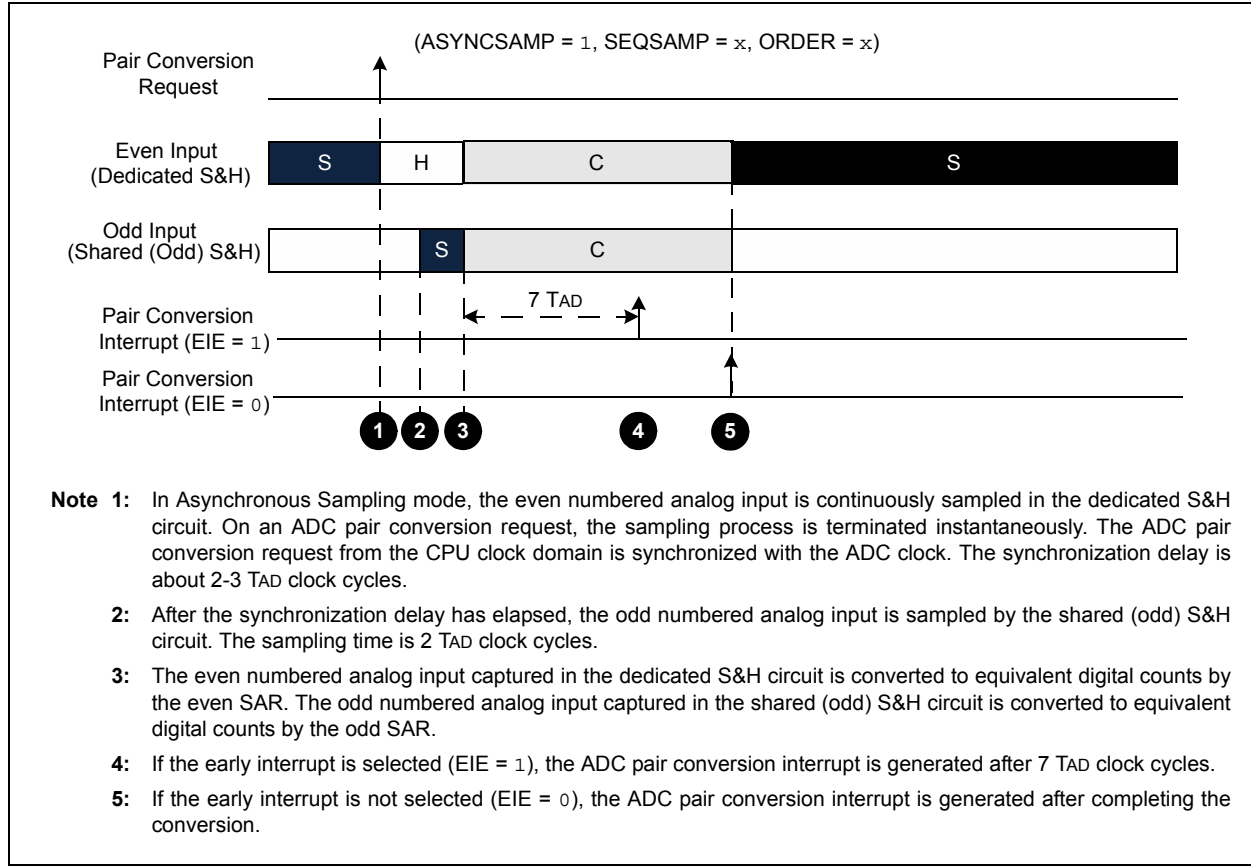 (ASYNCSAMP = 1, SEQSAMP = x, ORDER = x)
Pair Conversion
Request
Even Input
(Dedicated S&H)
S
H
C
S
Odd Input
(Shared (Odd) S&H)
S
C
7 TAD
Pair Conversion
Interrupt (EIE = 1)
Pair Conversion
Interrupt (EIE = 0)
1
2
3
4
5
Note 1: In Asynchronous Sampling mode, the even numbered analog input is continuously sampled in the dedicated S&H
circuit. On an ADC pair conversion request, the sampling process is terminated instantaneously. The ADC pair
conversion request from the CPU clock domain is synchronized with the ADC clock. The synchronization delay is
about 2-3 TAD clock cycles.
2: After the synchronization delay has elapsed, the odd numbered analog input is sampled by the shared (odd) S&H
circuit. The sampling time is 2 TAD clock cycles.
3: The even numbered analog input captured in the dedicated S&H circuit is converted to equivalent digital counts by
the even SAR. The odd numbered analog input captured in the shared (odd) S&H circuit is converted to equivalent
digital counts by the odd SAR.
4: If the early interrupt is selected (EIE = 1), the ADC pair conversion interrupt is generated after 7 TAD clock cycles.
5: If the early interrupt is not selected (EIE = 0), the ADC pair conversion interrupt is generated after completing the
conversion.